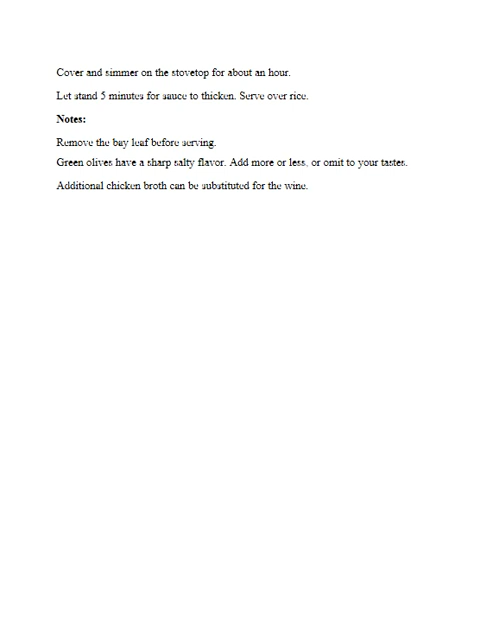 Cover and simmer on the stovetop for about an hour.
Let stand 5 minutes for sauce to thicken. Serve over rice.
Notes:
Remove the bay leaf before serving.
Green olives have a sharp salty flavor. Add more or less, or omit to your tastes.
Additional chicken broth can be substituted for the wine.